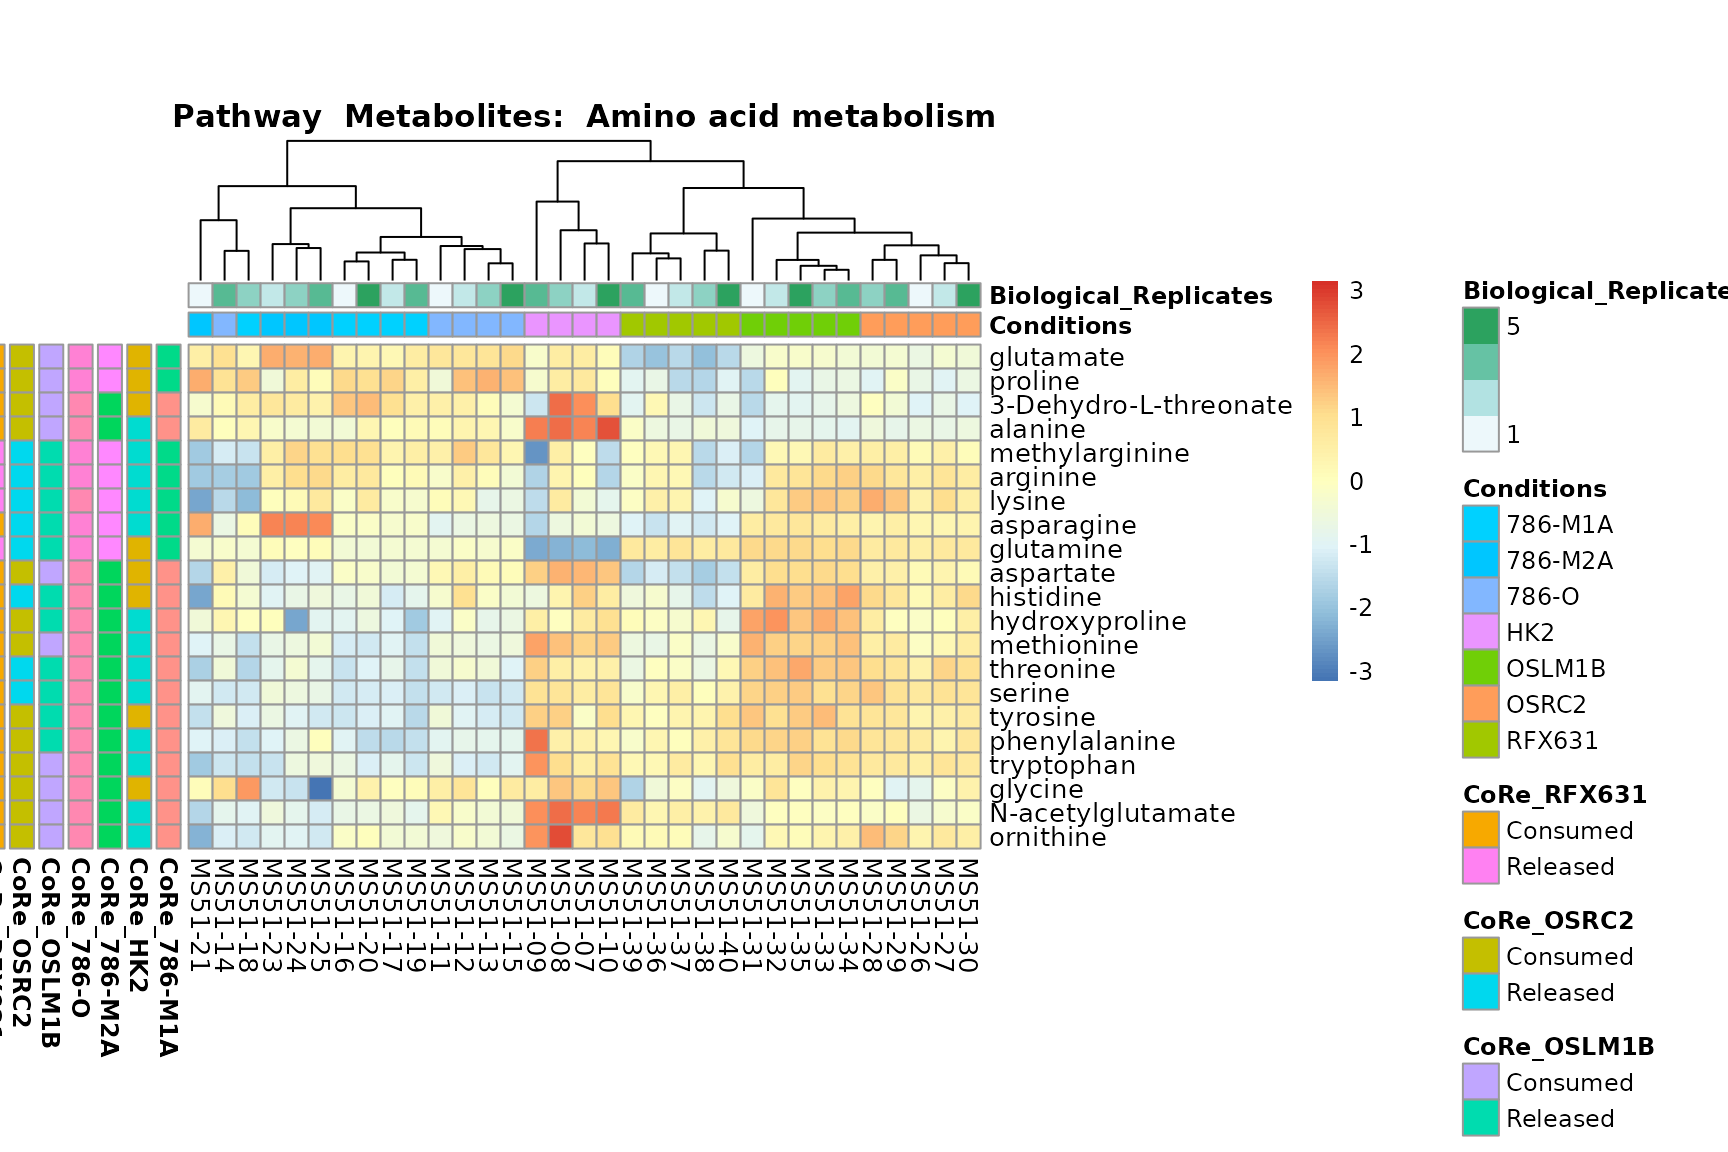 Pathway Metabolites: Amino acid metabolism
Biological_Replicates
Conditions
glutamate
proline
3-Dehydro-L-threonate
alanine
methylarginine
arginine
lysine
asparagine
glutamine
aspartate
histidine
hydroxyproline
methionine
threonine
serine
tyrosine
phenylalanine
tryptophan
glycine
N-acetylglutamate
ornithine
CoRe_OSRC2
CoRe_OSLM1B
CoRe_786-O
CoRe_786-M2A
CoRe_HK2
CoRe_786-M1A
MS51-21
MS51-14
MS51-18
MS51-23
MS51-24
MS51-25
MS51-16
MS51-20
MS51-17
MS51-19
MS51-11
MS51-12
MS51-13
MS51-15
MS51-09
MS51-08
MS51-07
MS51-10
MS51-39
MS51-36
MS51-37
MS51-38
MS51-40
MS51-31
MS51-32
MS51-35
MS51-33
MS51-34
MS51-28
MS51-29
MS51-26
MS51-27
MS51-30
3
2
1
0
-1
-2
-3
Biological_Replicate
5
1
Conditions
786-M1A
786-M2A
786-O
HK2
OSLM1B
OSRC2
RFX631
CoRe_RFX631
Consumed
Released
CoRe_OSRC2
Consumed
Released
CoRe_OSLM1B
Consumed
Released